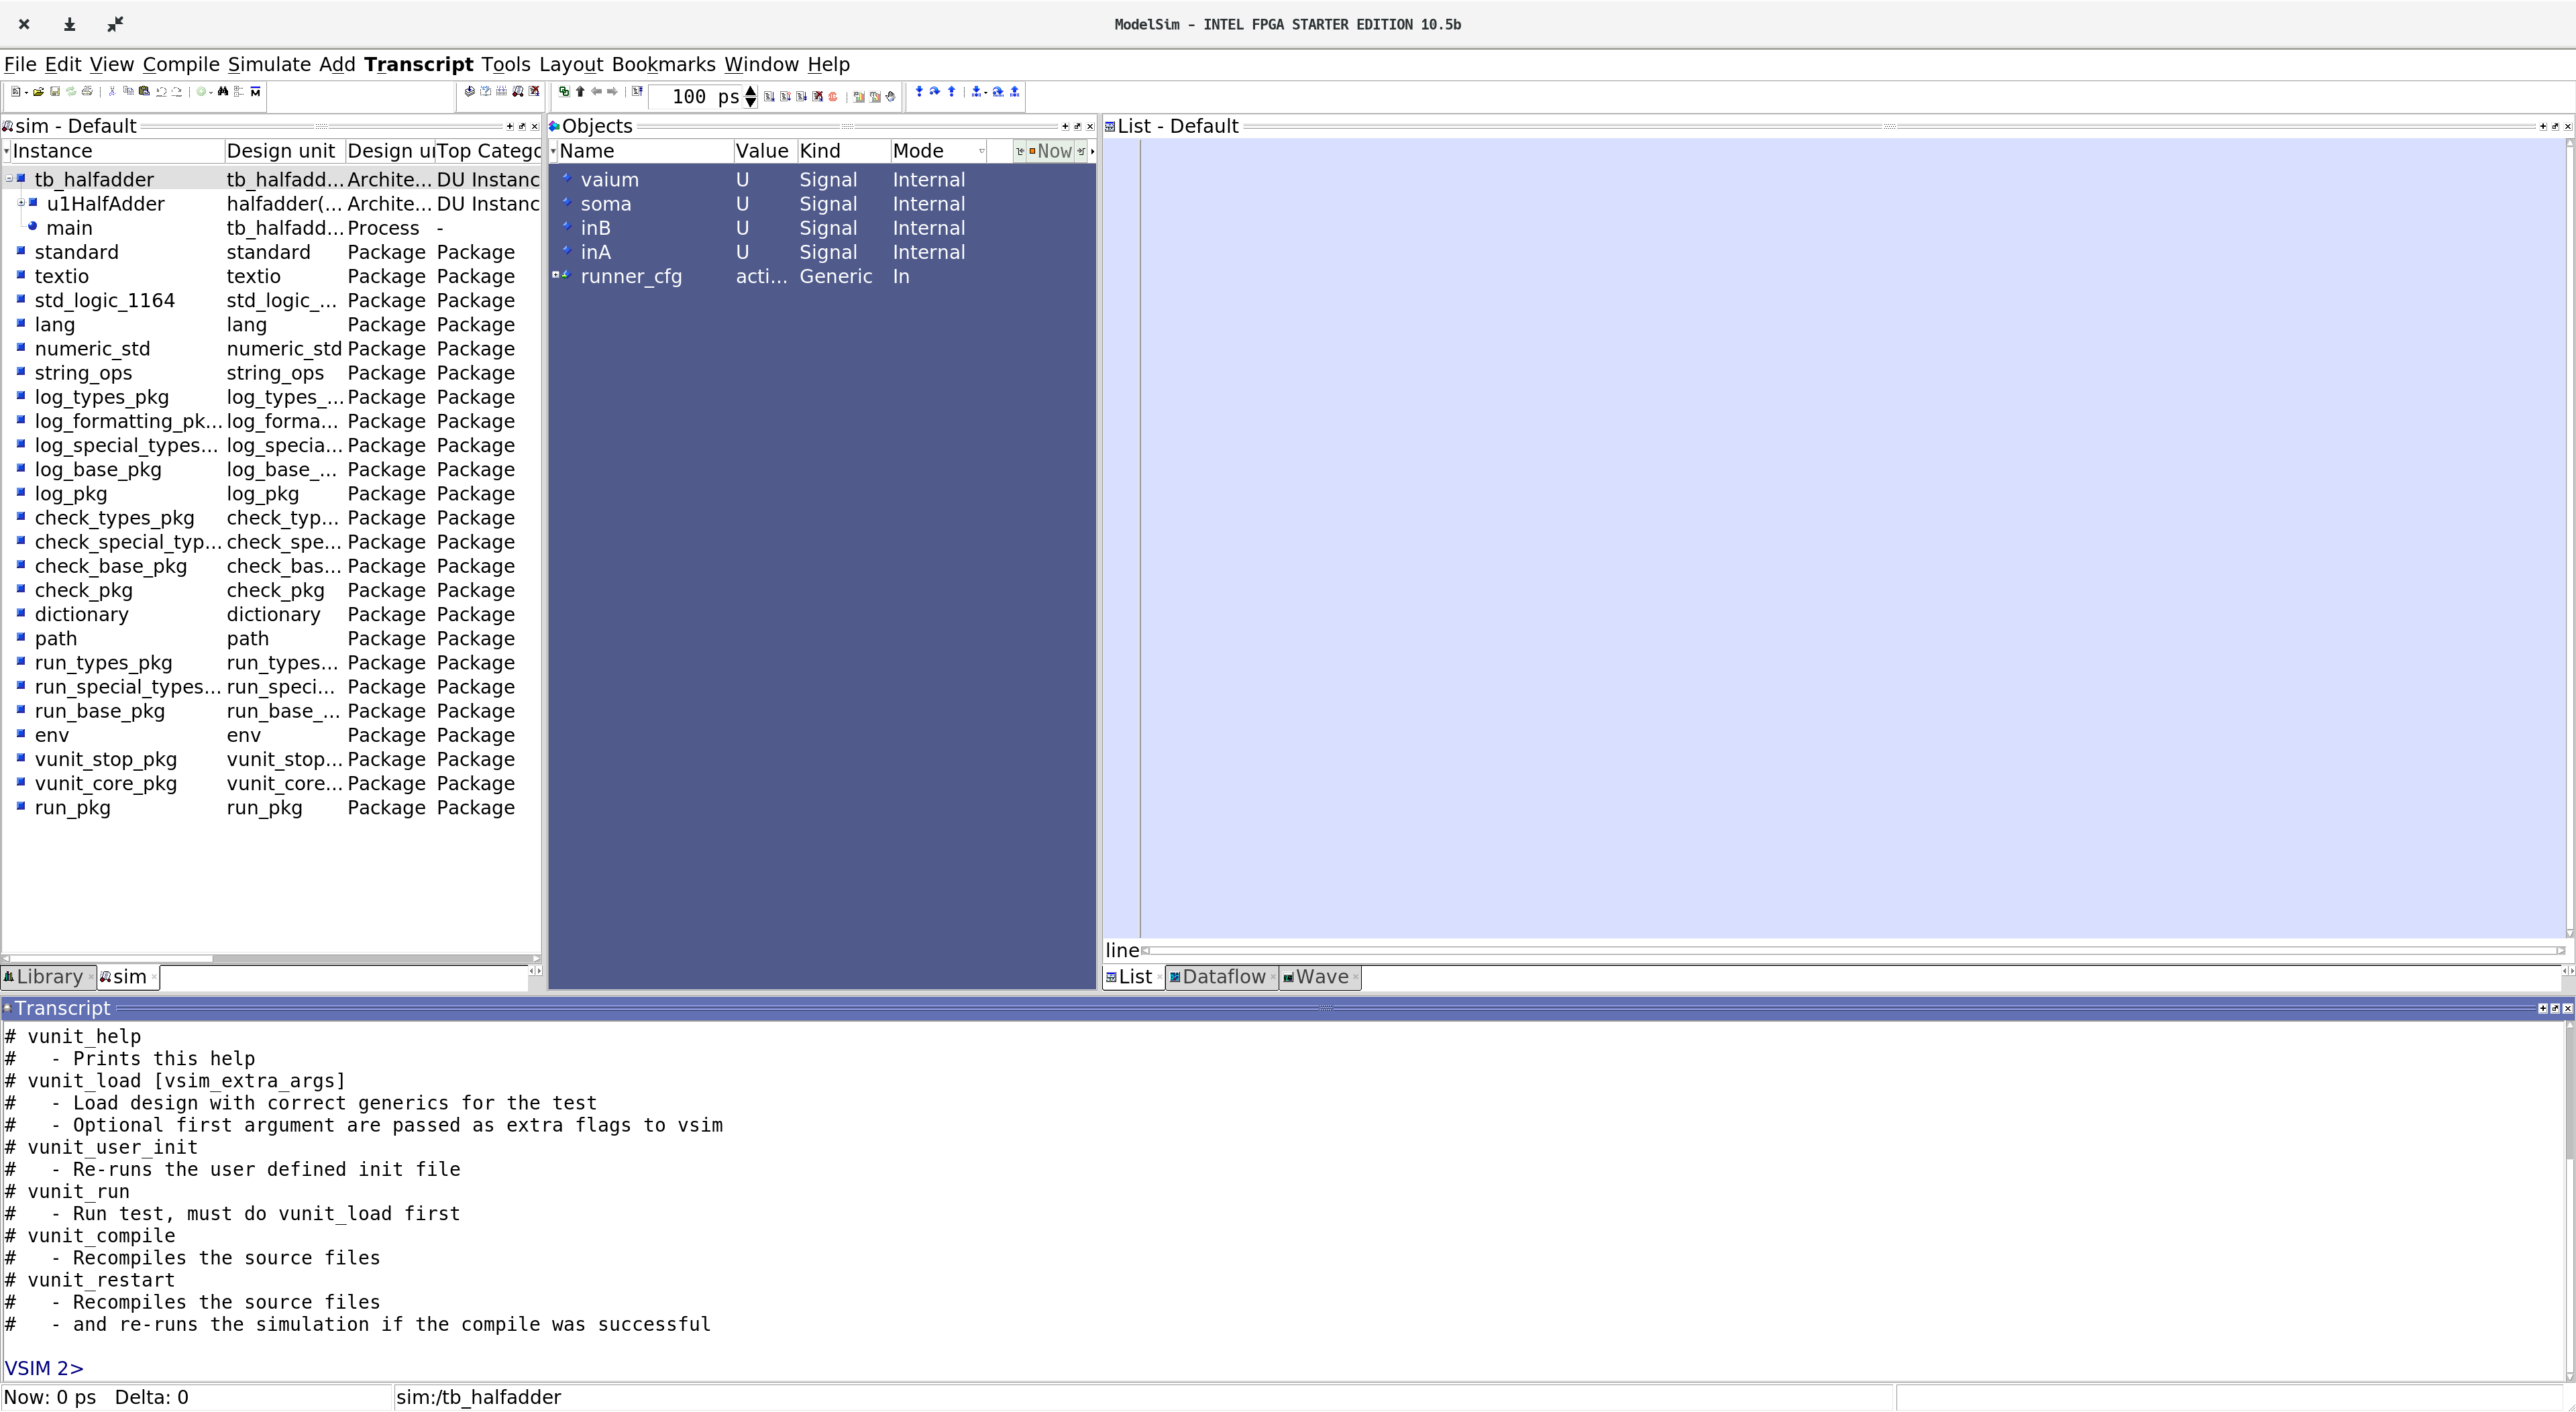 ModelSim - INTEL FPGA STARTER EDITION 10.5b
File Edit View Compile Simulate Add Transcript Tools Layout Bookmarks Window Help
100 ps
sim - Default
Instance Design unit Design ur Top Catego
tb_halfadder tb_halfadd... Archite... DU Instanc
u1HalfAdder halfadder(... Archite... DU Instanc
main tb_halfadd... Process -
standard standard Package Package
textio textio Package Package
std_logic_1164 std_logic_... Package Package
lang lang Package Package
numeric_std numeric_std Package Package
string_ops string_ops Package Package
log_types_pkg log_types_... Package Package
log_formatting_pk... log_forma... Package Package
log_special_types... log_specia... Package Package
log_base_pkg log_base_... Package Package
log_pkg log_pkg Package Package
check_types_pkg check_typ... Package Package
check_special_typ... check_spe... Package Package
check_base_pkg check_bas... Package Package
check_pkg check_pkg Package Package
dictionary dictionary Package Package
path path Package Package
run_types_pkg run_types... Package Package
run_special_types... run_speci... Package Package
run_base_pkg run_base_... Package Package
env env Package Package
vunit_stop_pkg vunit_stop... Package Package
vunit_core_pkg vunit_core... Package Package
run_pkg run_pkg Package Package
Library sim
Objects
Name Value Kind Mode Now
vaium U Signal Internal
soma U Signal Internal
inB U Signal Internal
inA U Signal Internal
runner_cfg acti... Generic In
List - Default
line
List Dataflow Wave
Transcript
# vunit_help
#   - Prints this help
# vunit_load [vsim_extra_args]
#   - Load design with correct generics for the test
#   - Optional first argument are passed as extra flags to vsim
# vunit_user_init
#   - Re-runs the user defined init file
# vunit_run
#   - Run test, must do vunit_load first
# vunit_compile
#   - Recompiles the source files
# vunit_restart
#   - Recompiles the source files
#   - and re-runs the simulation if the compile was successful
VSIM 2>
Now: 0 ps Delta: 0 sim:/tb_halfadder